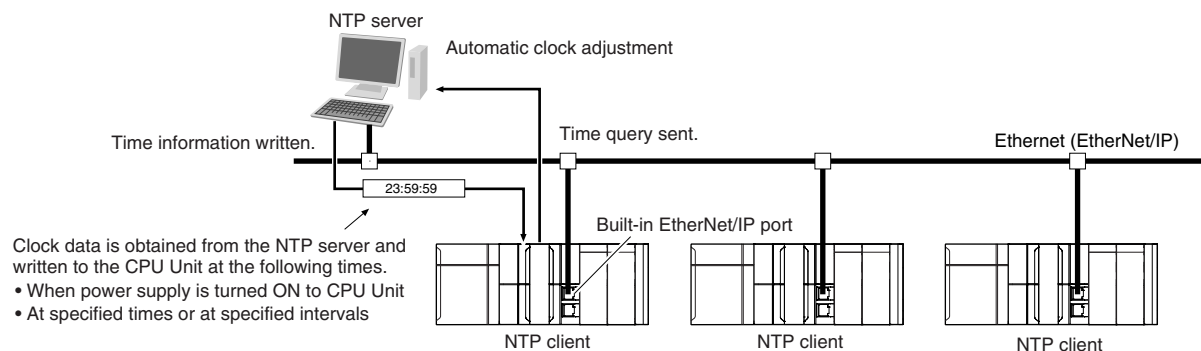 NTP server
Automatic clock adjustment
Time information written.
Time query sent.
Ethernet (EtherNet/IP)
23:59:59
Built-in EtherNet/IP port
Clock data is obtained from the NTP server and
written to the CPU Unit at the following times.
• When power supply is turned ON to CPU Unit
• At specified times or at specified intervals
NTP client
NTP client
NTP client